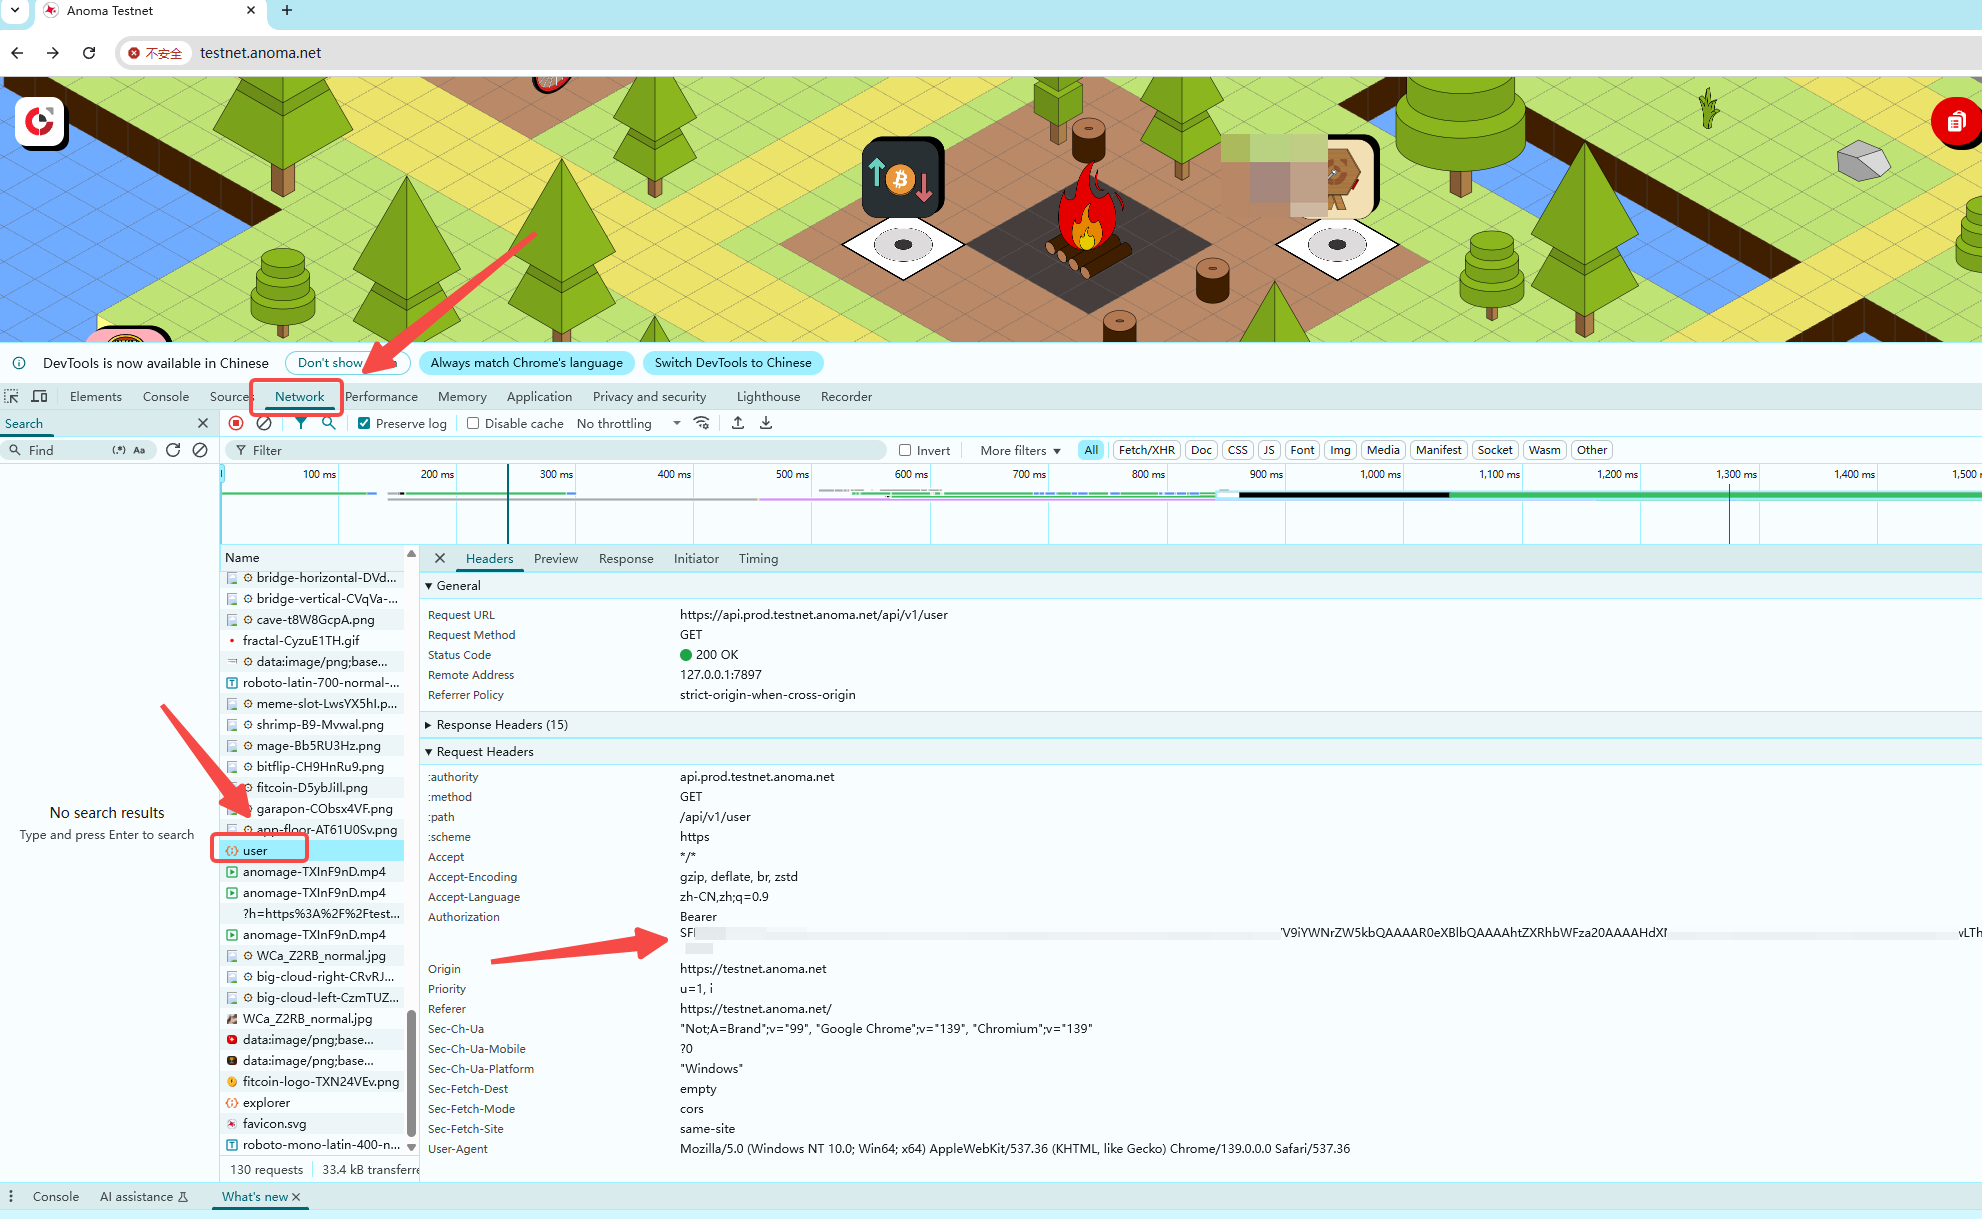 Anoma Testnet
不安全
testnet.anoma.net
DevTools is now available in Chinese
Don't show
Always match Chrome's language
Switch DevTools to Chinese
Elements
Console
Sources
Network
Performance
Memory
Application
Privacy and security
Lighthouse
Recorder
Search
Preserve log
Disable cache
No throttling
Find
(.*)
Aa
Filter
Invert
More filters
All
Fetch/XHR
Doc
CSS
JS
Font
Img
Media
Manifest
Socket
Wasm
Other
100 ms
200 ms
300 ms
400 ms
500 ms
600 ms
700 ms
800 ms
900 ms
1,000 ms
1,100 ms
1,200 ms
1,300 ms
1,400 ms
1,500
No search results
Type and press Enter to search
Name
bridge-horizontal-DVd...
bridge-vertical-CVqVa-...
cave-t8W8GcpA.png
fractal-CyzuE1TH.gif
data:image/png;base...
roboto-latin-700-normal-...
meme-slot-LwsYX5hI.p...
shrimp-B9-Mvwal.png
mage-Bb5RU3Hz.png
bitflip-CH9HnRu9.png
fitcoin-D5ybJiIl.png
garapon-CObsx4VF.png
app-floor-AT61U0Sv.png
user
anomage-TXInF9nD.mp4
anomage-TXInF9nD.mp4
?h=https%3A%2F%2Ftest...
anomage-TXInF9nD.mp4
WCa_Z2RB_normal.jpg
big-cloud-right-CRvRJ...
big-cloud-left-CzmTUZ...
WCa_Z2RB_normal.jpg
data:image/png;base...
data:image/png;base...
fitcoin-logo-TXN24VEv.png
explorer
favicon.svg
roboto-mono-latin-400-n...
130 requests
33.4 kB transferre
Headers
Preview
Response
Initiator
Timing
General
Request URL https://api.prod.testnet.anoma.net/api/v1/user
Request Method GET
Status Code 200 OK
Remote Address 127.0.0.1:7897
Referrer Policy strict-origin-when-cross-origin
Response Headers (15)
Request Headers
:authority api.prod.testnet.anoma.net
:method GET
:path /api/v1/user
:scheme https
Accept */*
Accept-Encoding gzip, deflate, br, zstd
Accept-Language zh-CN,zh;q=0.9
Authorization Bearer
Origin https://testnet.anoma.net
Priority u=1, i
Referer https://testnet.anoma.net/
Sec-Ch-Ua "Not;A=Brand";v="99", "Google Chrome";v="139", "Chromium";v="139"
Sec-Ch-Ua-Mobile ?0
Sec-Ch-Ua-Platform "Windows"
Sec-Fetch-Dest empty
Sec-Fetch-Mode cors
Sec-Fetch-Site same-site
User-Agent Mozilla/5.0 (Windows NT 10.0; Win64; x64) AppleWebKit/537.36 (KHTML, like Gecko) Chrome/139.0.0.0 Safari/537.36
Console
AI assistance
What's new